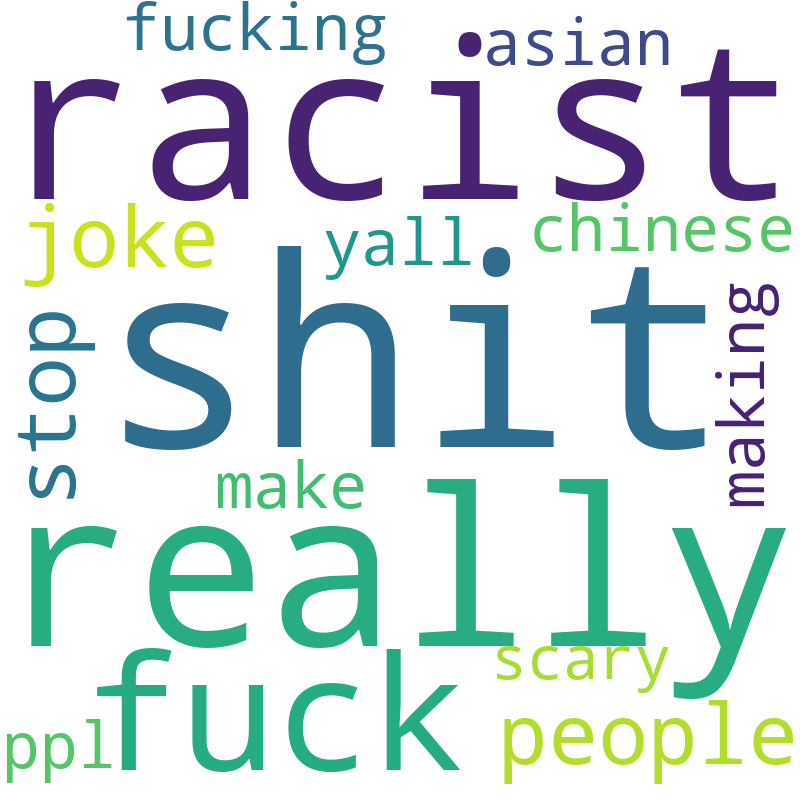 fucking
asian
racist
joke
yall
chinese
shit
stop
making
make
really
scary
fuck
people
ppl